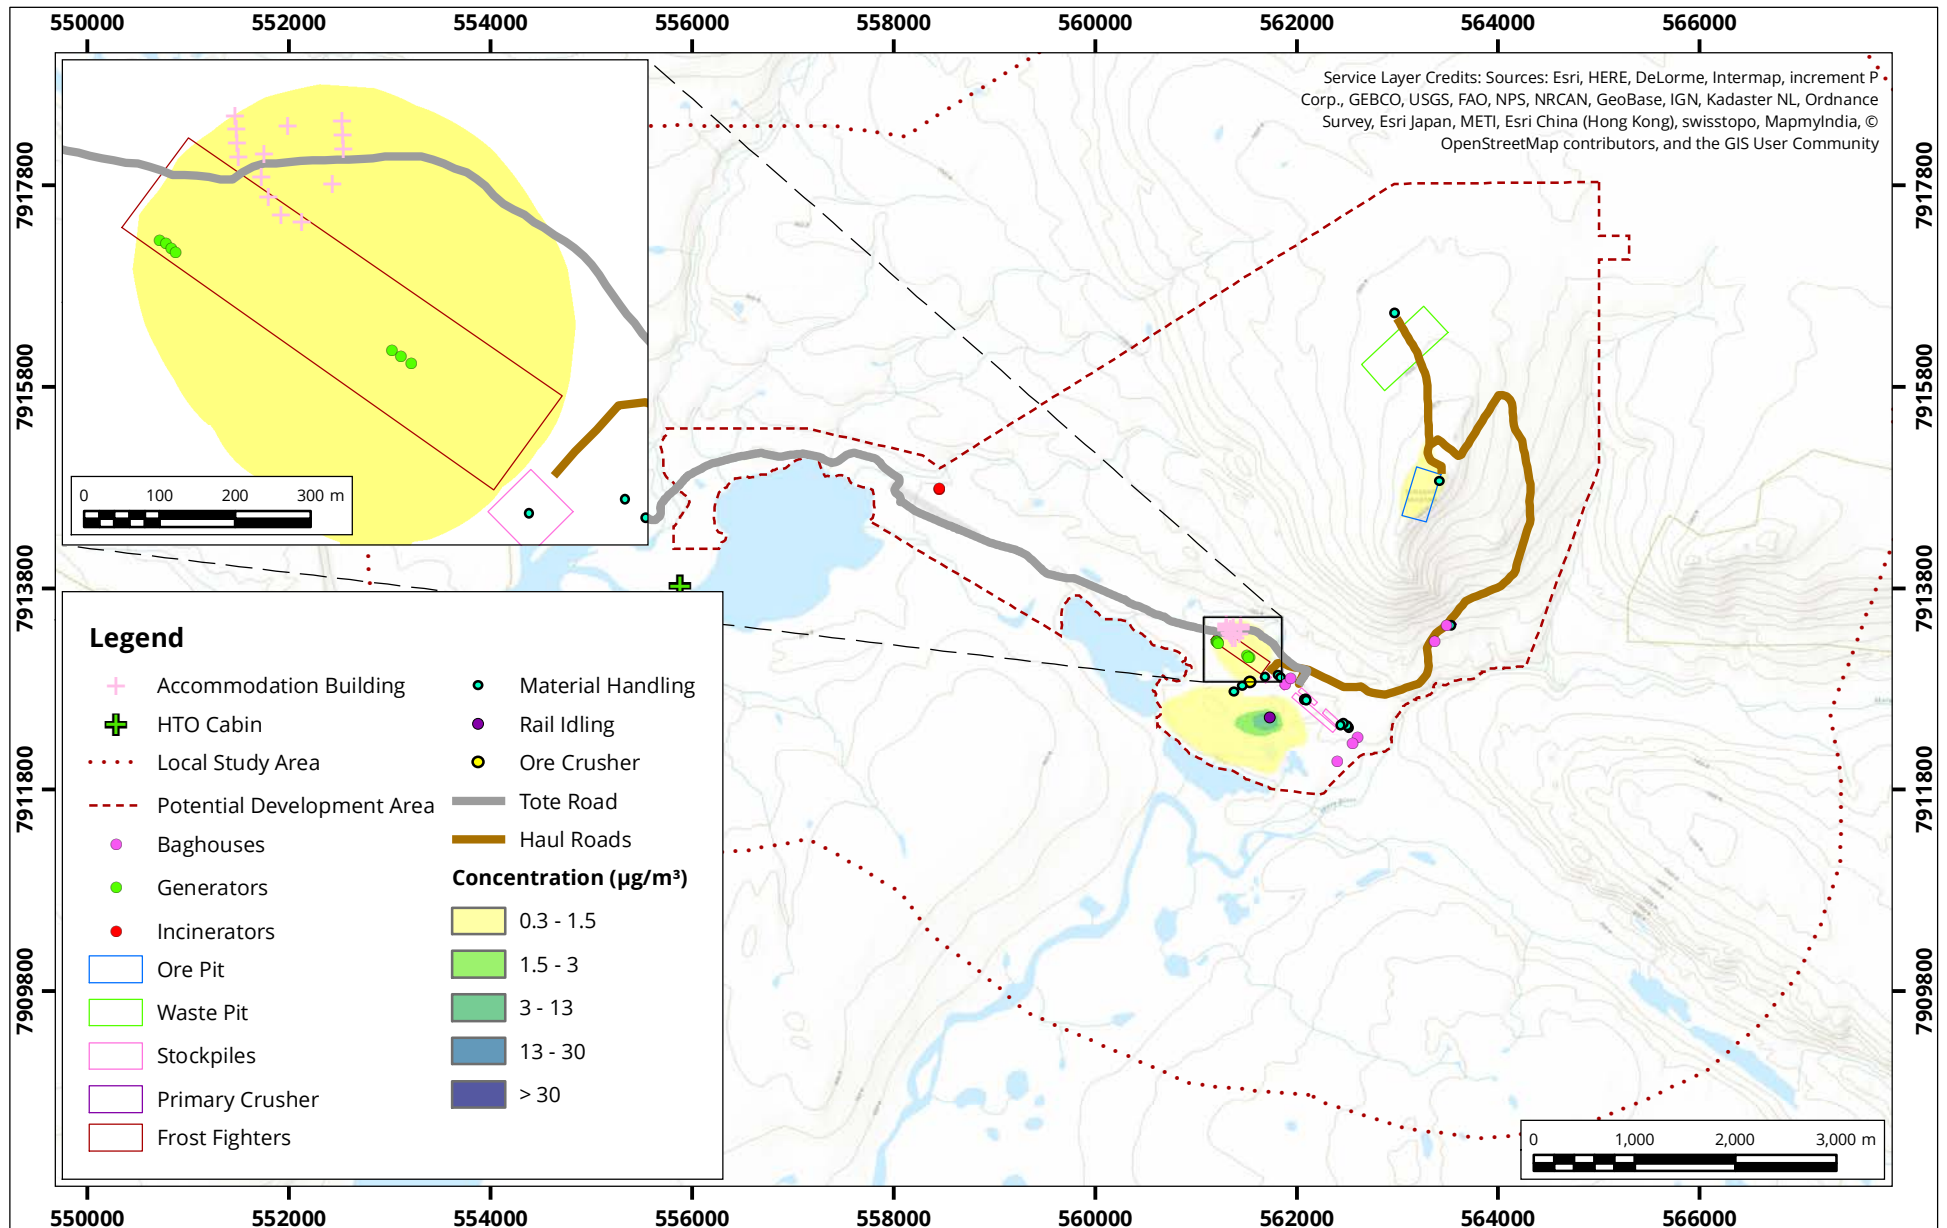 550000 552000 554000 556000 558000 560000 562000 564000 566000
Service Layer Credits: Sources: Esri, HERE, DeLorme, Intermap, increment P
Corp., GEBCO, USGS, FAO, NPS, NRCAN, GeoBase, IGN, Kadaster NL, Ordnance
Survey, Esri Japan, METI, Esri China (Hong Kong), swisstopo, MapmyIndia, ©
OpenStreetMap contributors, and the GIS User Community
7917800
7915800
7913800
7911800
7909800
7917800
7915800
7913800
7911800
7909800
0 100 200 300 m
Legend
Accommodation Building
HTO Cabin
Local Study Area
Potential Development Area
Baghouses
Generators
Incinerators
Ore Pit
Waste Pit
Stockpiles
Primary Crusher
Frost Fighters
Material Handling
Rail Idling
Ore Crusher
Tote Road
Haul Roads
Concentration (µg/m³)
0.3 - 1.5
1.5 - 3
3 - 13
13 - 30
> 30
0 1,000 2,000 3,000 m
550000 552000 554000 556000 558000 560000 562000 564000 566000